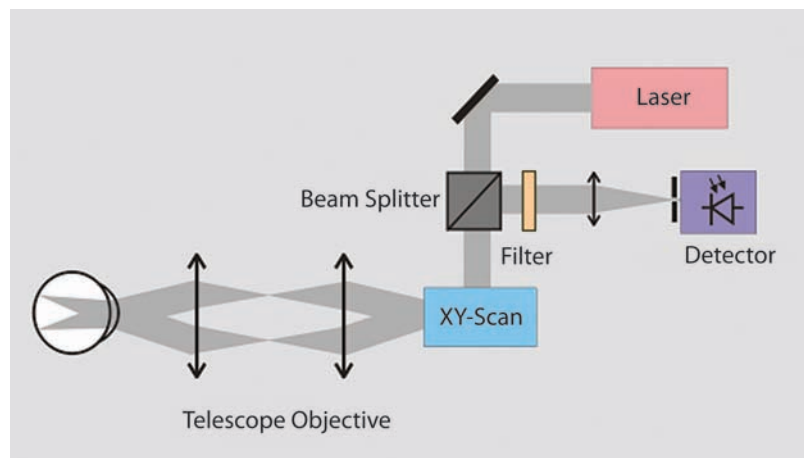 Laser
Beam Splitter
Filter
Detector
XY-Scan
Telescope Objective